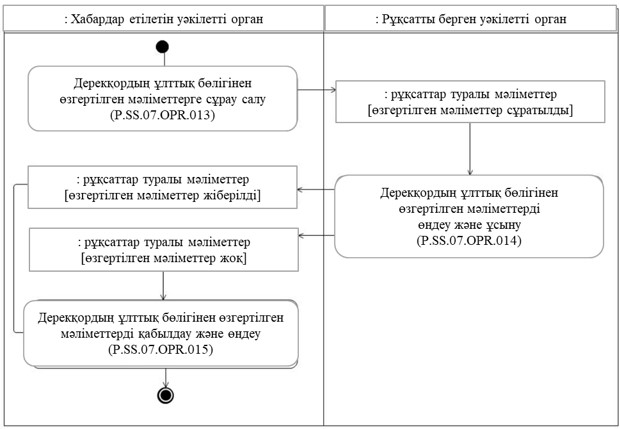 : Хабардар етілетін уәкілетті орган
: Рұқсатты берген уәкілетті орган
Дерекқордың ұлттық бөлігінен
өзгертілген мәліметтерге сұрау салу
(P.SS.07.OPR.013)
: рұқсаттар туралы мәліметтер
[өзгертілген мәліметтер сұратылды]
: рұқсаттар туралы мәліметтер
[өзгертілген мәліметтер жіберілді]
Дерекқордың ұлттық бөлігінен
өзгертілген мәліметтерді
өңдеу және ұсыну
(P.SS.07.OPR.014)
: рұқсаттар туралы мәліметтер
[өзгертілген мәліметтер жоқ]
Дерекқордың ұлттық бөлігінен өзгертілген
мәліметтерді қабылдау және өңдеу
(P.SS.07.OPR.015)